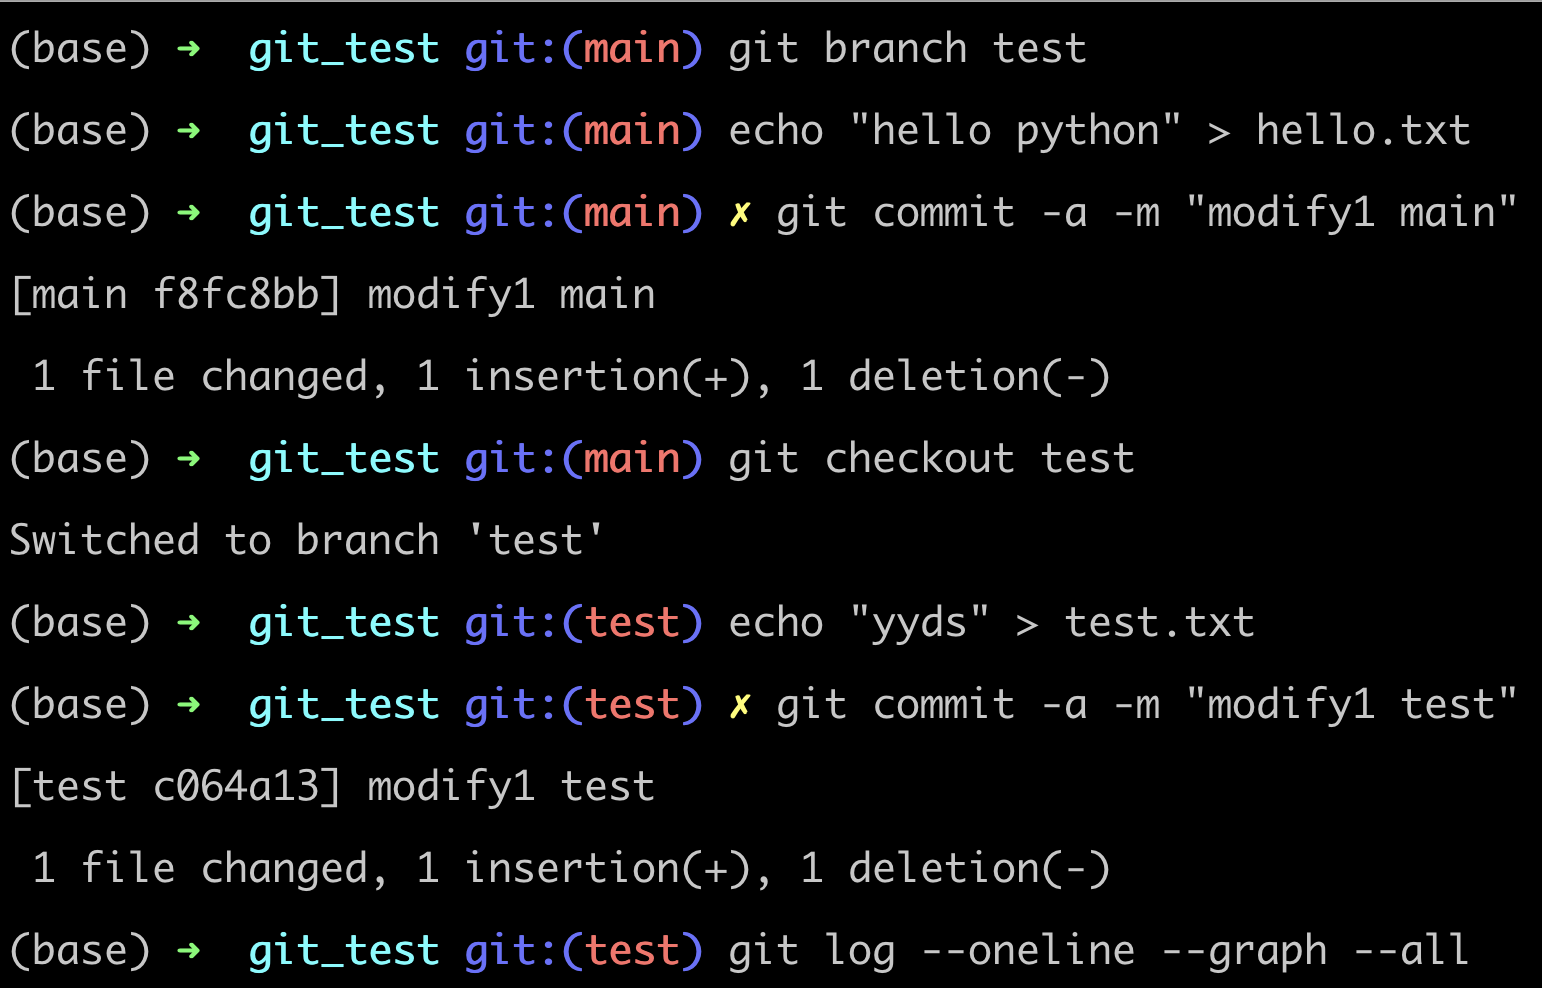 (base) ➜  git_test git:(main) git branch test
(base) ➜  git_test git:(main) echo "hello python" > hello.txt
(base) ➜  git_test git:(main) ✗ git commit -a -m "modify1 main"
[main f8fc8bb] modify1 main
 1 file changed, 1 insertion(+), 1 deletion(-)
(base) ➜  git_test git:(main) git checkout test
Switched to branch 'test'
(base) ➜  git_test git:(test) echo "yyds" > test.txt
(base) ➜  git_test git:(test) ✗ git commit -a -m "modify1 test"
[test c064a13] modify1 test
 1 file changed, 1 insertion(+), 1 deletion(-)
(base) ➜  git_test git:(test) git log --oneline --graph --all